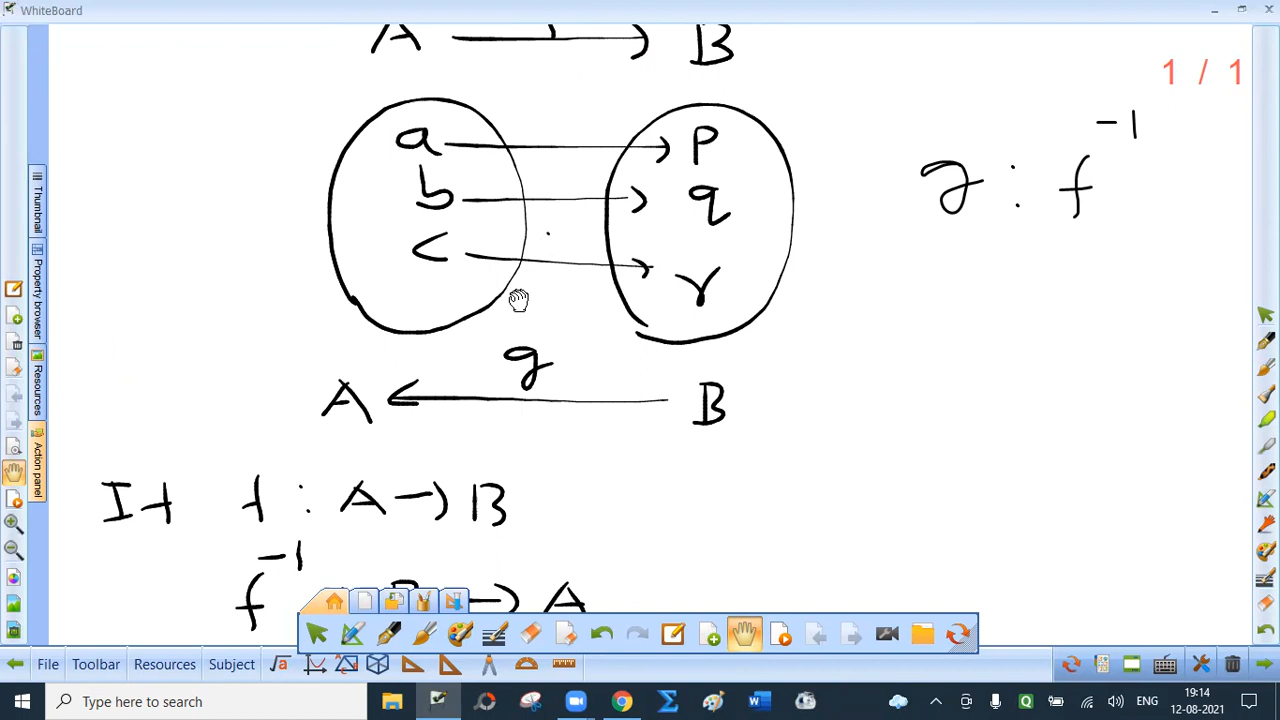 WhiteBoard
A → B
1 / 1
-1
g : f
a → p
b → q
c → r
g
A ← B
If f : A → B
-1
f → A
Thumbnail
Property browser
Resources
Action panel
File Toolbar Resources Subject
Type here to search
ENG
19:14
12-08-2021